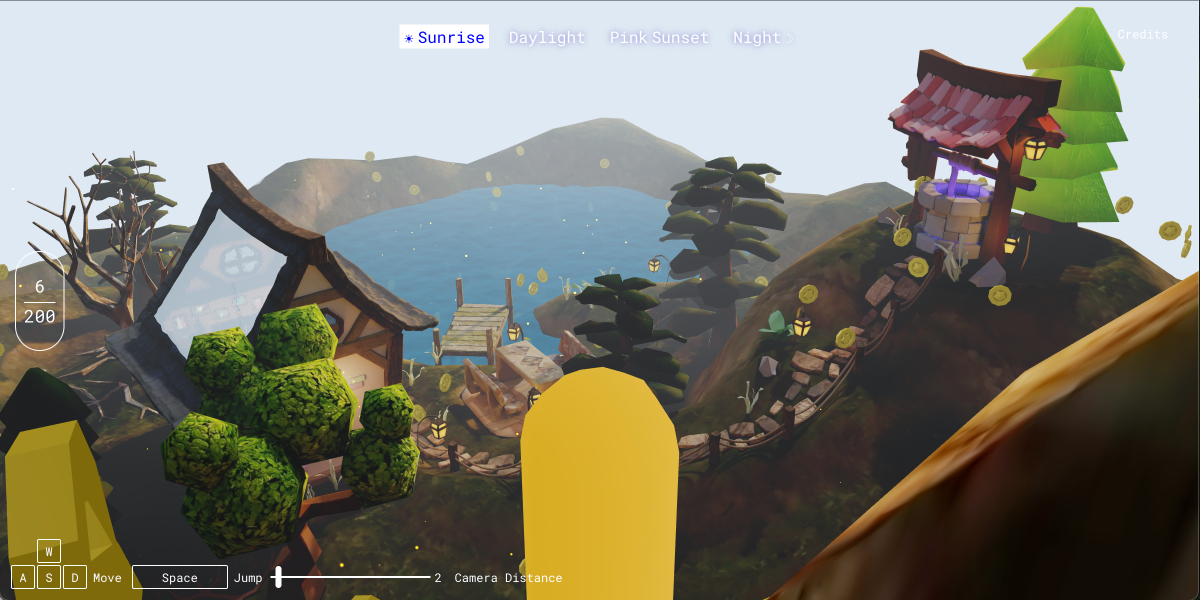 ☀ Sunrise Daylight Pink Sunset Night
Credits
6
200
W
A S D Move Space Jump 2 Camera Distance